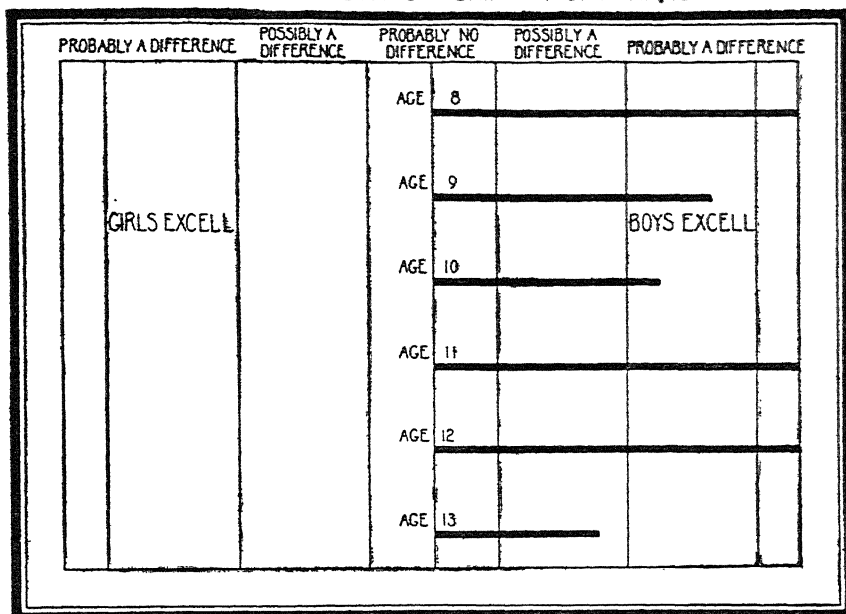 PROBABLY A DIFFERENCE
POSSIBLY A
DIFFERENCE
PROBABLY NO
DIFFERENCE
POSSIBLY A
DIFFERENCE
PROBABLY A DIFFERENCE
AGE 8
AGE 9
GIRLS EXCELL
BOYS EXCELL
AGE 10
AGE 11
AGE 12
AGE 13